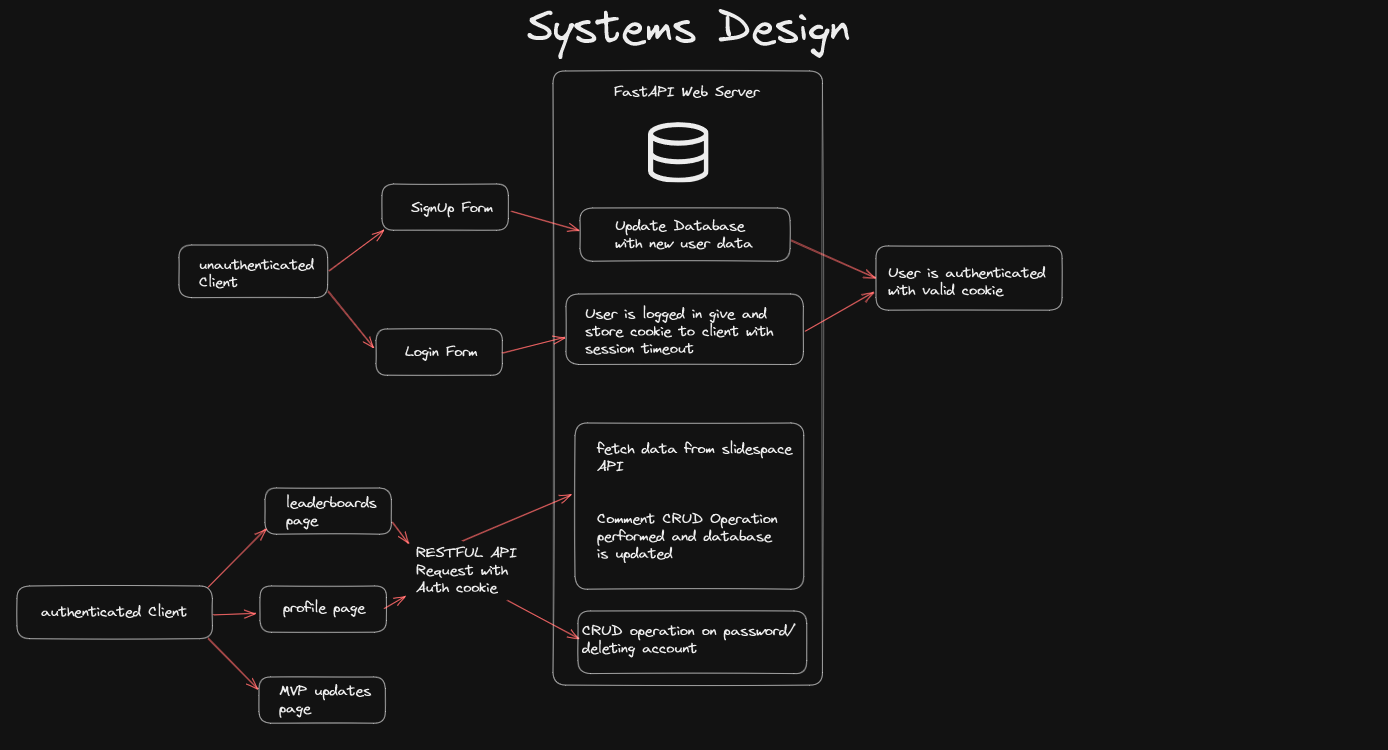 Systems Design
FastAPI Web Server
SignUp Form
Update Database
with new user data
unauthenticated
Client
User is authenticated
with valid cookie
User is logged in give and
store cookie to client with
session timeout
Login Form
fetch data from slidespace
API
leaderboards
page
Comment CRUD Operation
performed and database
is updated
RESTFUL API
Request with
Auth cookie
authenticated Client
profile page
CRUD operation on password/
deleting account
MVP updates
page